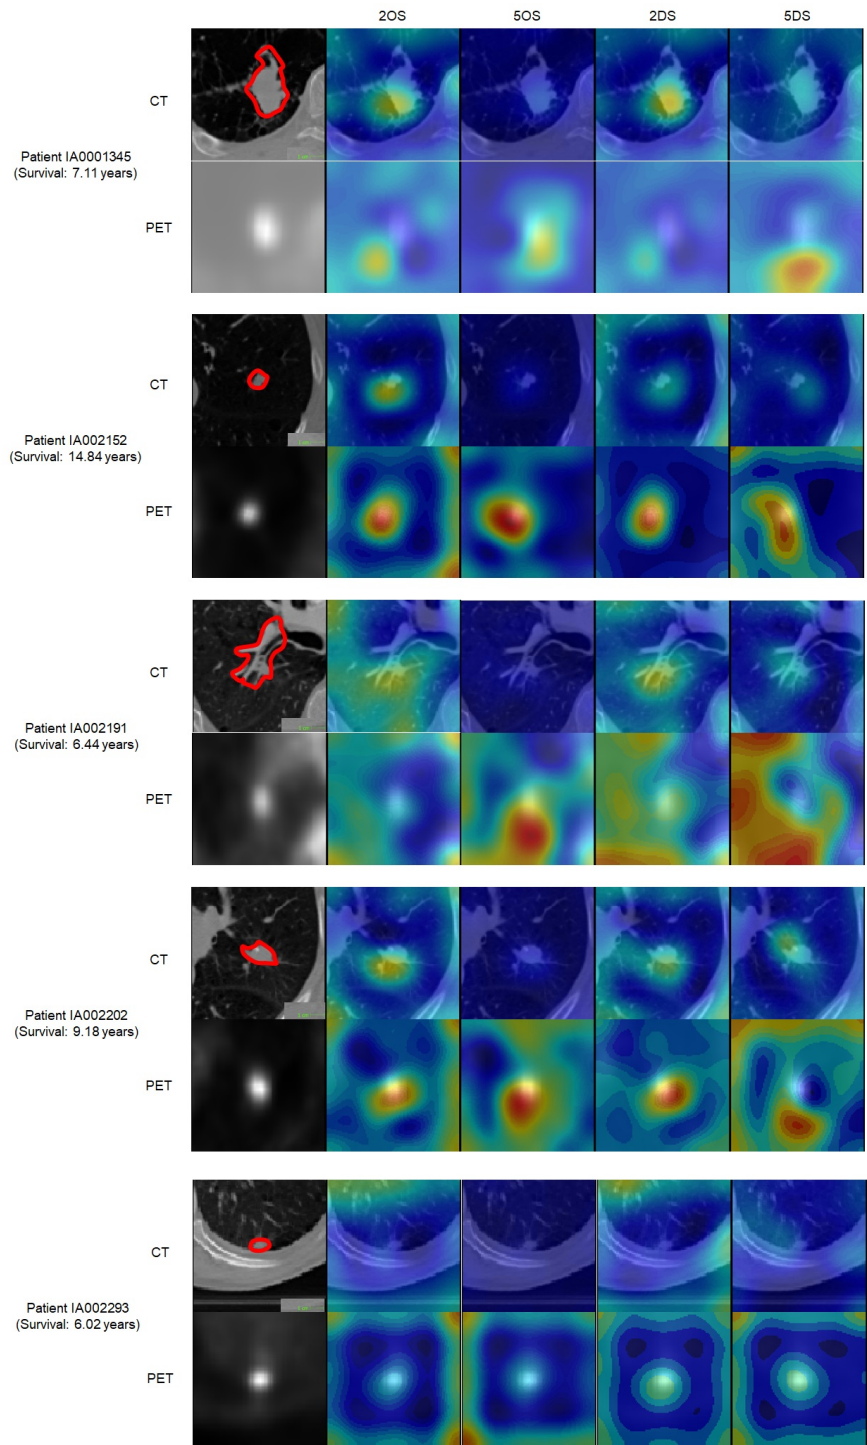 2OS 5OS 2DS 5DS
CT
Patient IA0001345
(Survival: 7.11 years)
PET
CT
Patient IA002152
(Survival: 14.84 years)
PET
CT
Patient IA002191
(Survival: 6.44 years)
PET
CT
Patient IA002202
(Survival: 9.18 years)
PET
CT
Patient IA002293
(Survival: 6.02 years)
PET